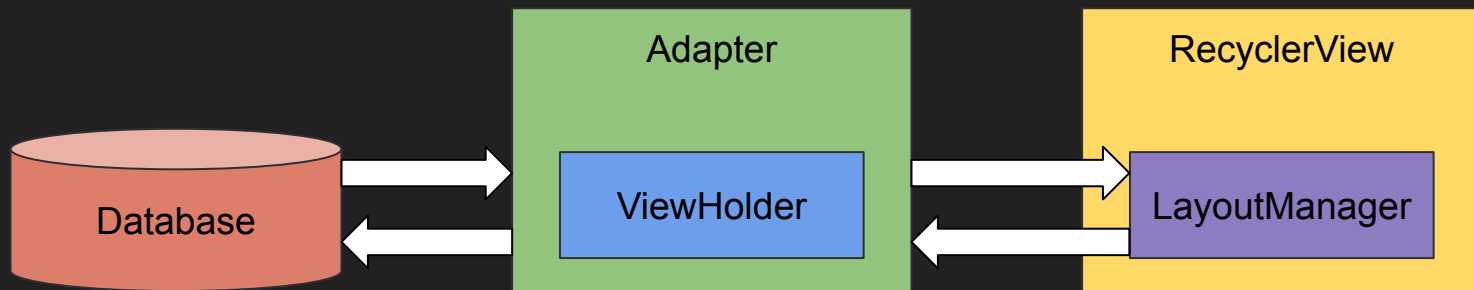 Adapter
RecyclerView
Database
ViewHolder
LayoutManager